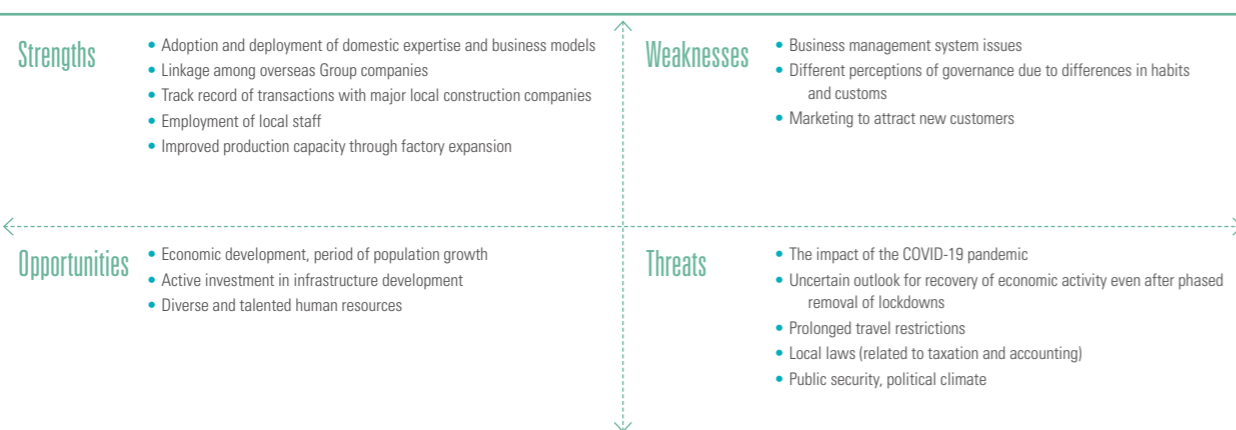 Strengths
• Adoption and deployment of domestic expertise and business models
• Linkage among overseas Group companies
• Track record of transactions with major local construction companies
• Employment of local staff
• Improved production capacity through factory expansion
Weaknesses
• Business management system issues
• Different perceptions of governance due to differences in habits
and customs
• Marketing to attract new customers
Opportunities
• Economic development, period of population growth
• Active investment in infrastructure development
• Diverse and talented human resources
Threats
• The impact of the COVID-19 pandemic
• Uncertain outlook for recovery of economic activity even after phased
removal of lockdowns
• Prolonged travel restrictions
• Local laws (related to taxation and accounting)
• Public security, political climate